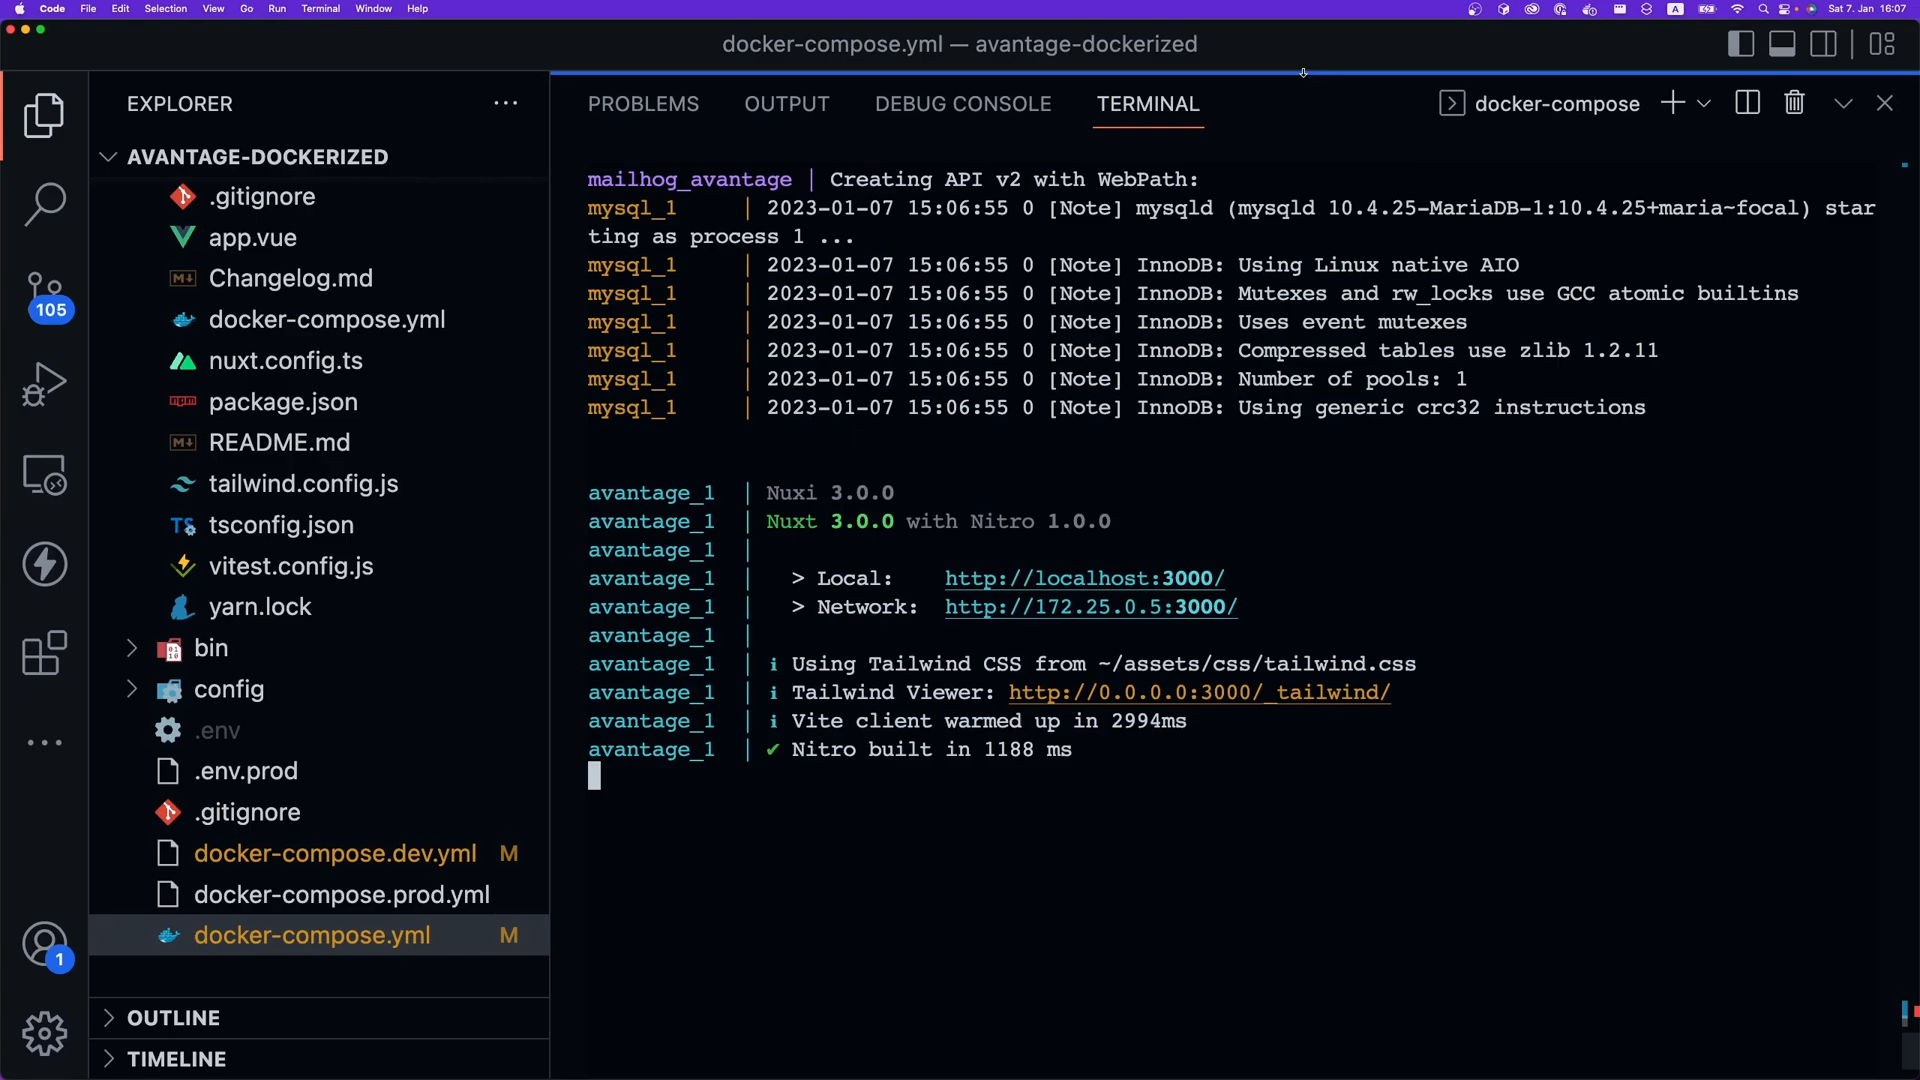 Code File Edit Selection View Go Run Terminal Window Help
A
Sat 7. Jan 16:07
docker-compose.yml — avantage-dockerized
EXPLORER
PROBLEMS OUTPUT DEBUG CONSOLE TERMINAL
docker-compose
AVANTAGE-DOCKERIZED
.gitignore
app.vue
Changelog.md
docker-compose.yml
nuxt.config.ts
package.json
README.md
tailwind.config.js
tsconfig.json
vitest.config.js
yarn.lock
bin
config
.env
.env.prod
.gitignore
docker-compose.dev.yml M
docker-compose.prod.yml
docker-compose.yml M
OUTLINE
TIMELINE
105
1
mailhog_avantage | Creating API v2 with WebPath:
mysql_1 | 2023-01-07 15:06:55 0 [Note] mysqld (mysqld 10.4.25-MariaDB-1:10.4.25+maria~focal) star
ting as process 1 ...
mysql_1 | 2023-01-07 15:06:55 0 [Note] InnoDB: Using Linux native AIO
mysql_1 | 2023-01-07 15:06:55 0 [Note] InnoDB: Mutexes and rw_locks use GCC atomic builtins
mysql_1 | 2023-01-07 15:06:55 0 [Note] InnoDB: Uses event mutexes
mysql_1 | 2023-01-07 15:06:55 0 [Note] InnoDB: Compressed tables use zlib 1.2.11
mysql_1 | 2023-01-07 15:06:55 0 [Note] InnoDB: Number of pools: 1
mysql_1 | 2023-01-07 15:06:55 0 [Note] InnoDB: Using generic crc32 instructions
avantage_1 | Nuxi 3.0.0
avantage_1 | Nuxt 3.0.0 with Nitro 1.0.0
avantage_1 |
avantage_1 | > Local: http://localhost:3000/
avantage_1 | > Network: http://172.25.0.5:3000/
avantage_1 |
avantage_1 | ℹ Using Tailwind CSS from ~/assets/css/tailwind.css
avantage_1 | ℹ Tailwind Viewer: http://0.0.0.0:3000/_tailwind/
avantage_1 | ℹ Vite client warmed up in 2994ms
avantage_1 | ✔ Nitro built in 1188 ms